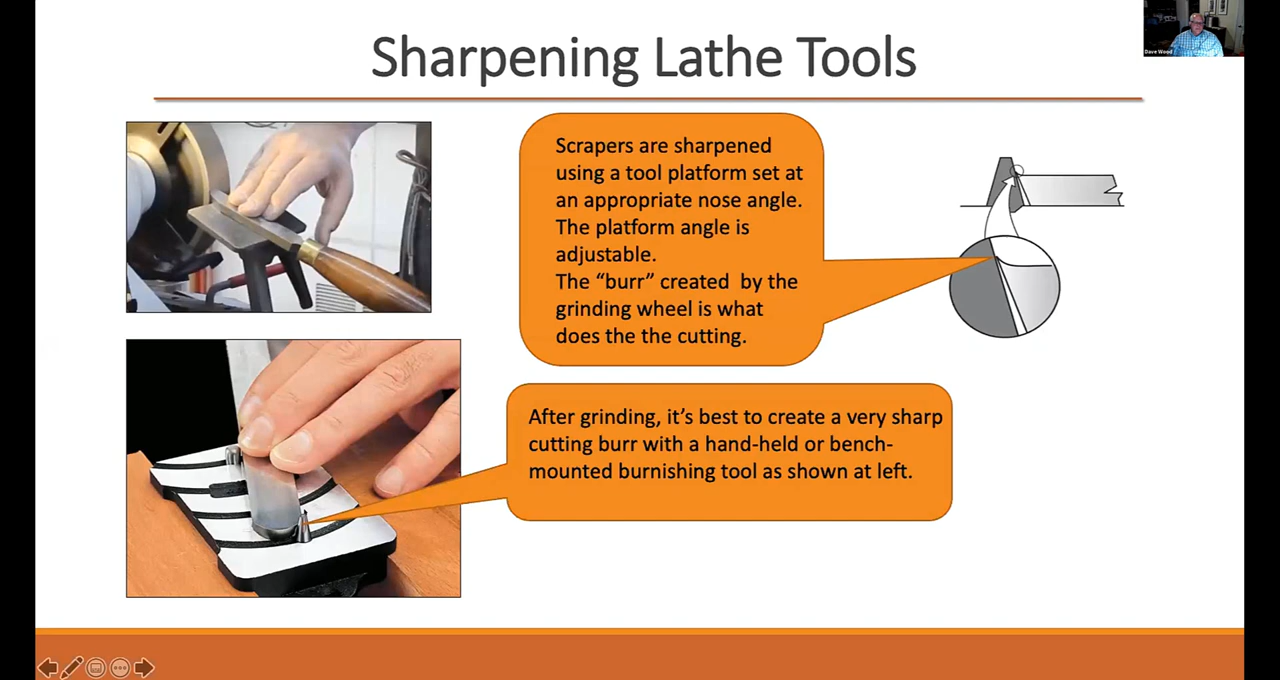 Sharpening Lathe Tools
Dave Wood
Scrapers are sharpened
using a tool platform set at
an appropriate nose angle.
The platform angle is
adjustable.
The “burr” created by the
grinding wheel is what
does the the cutting.
After grinding, it’s best to create a very sharp
cutting burr with a hand-held or bench-
mounted burnishing tool as shown at left.